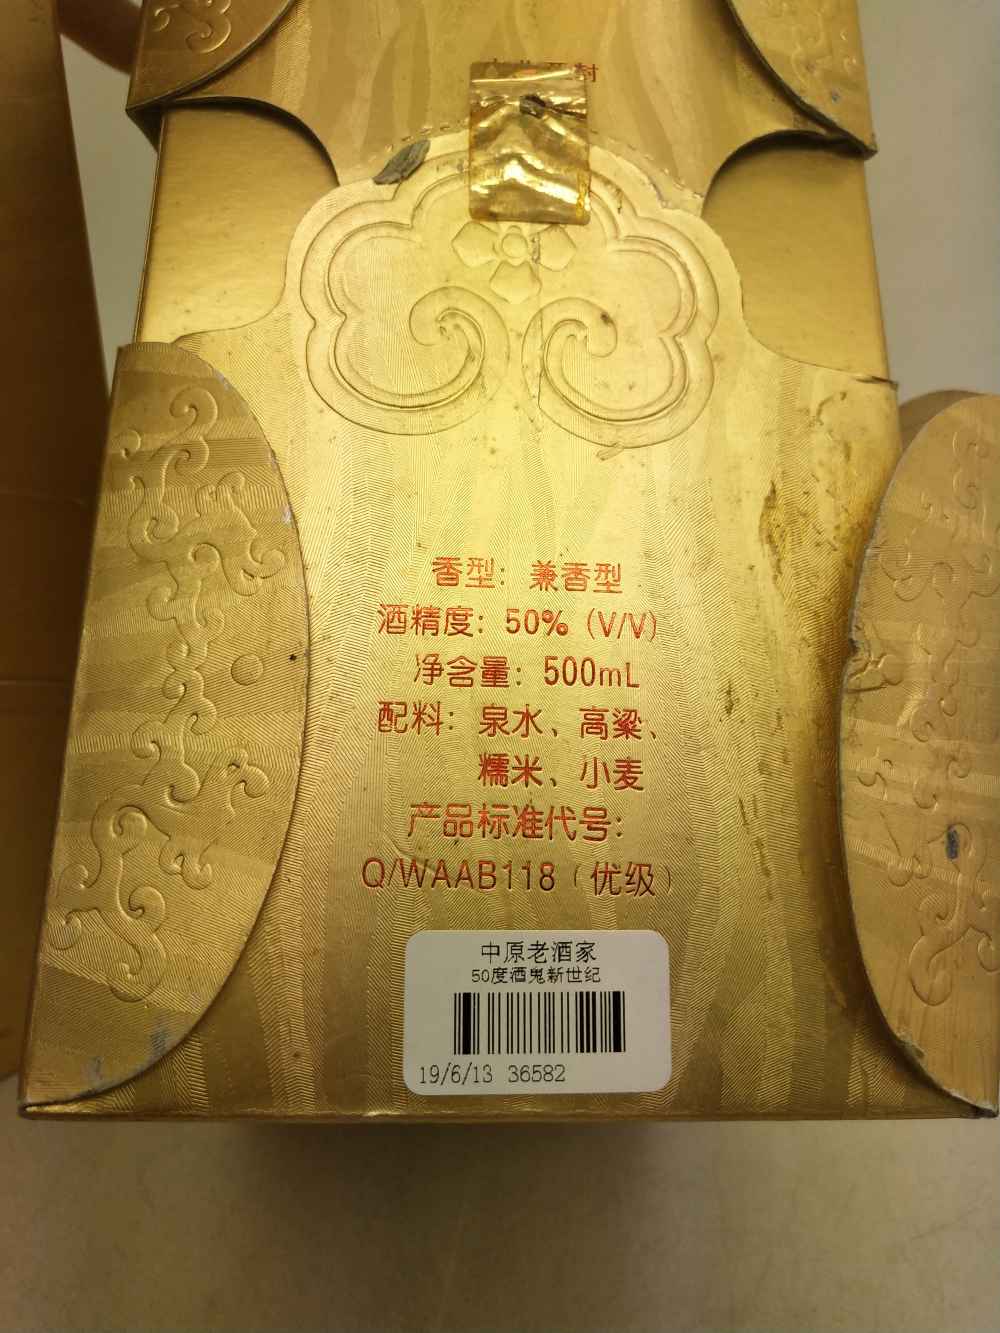 封
香型：兼香型
酒精度：50%（V/V）
净含量：500mL
配料：泉水、高粱、
糯米、小麦
产品标准代号：
Q/WAAB118（优级）
中原老酒家
50度酒鬼新世纪
19/6/13 36582